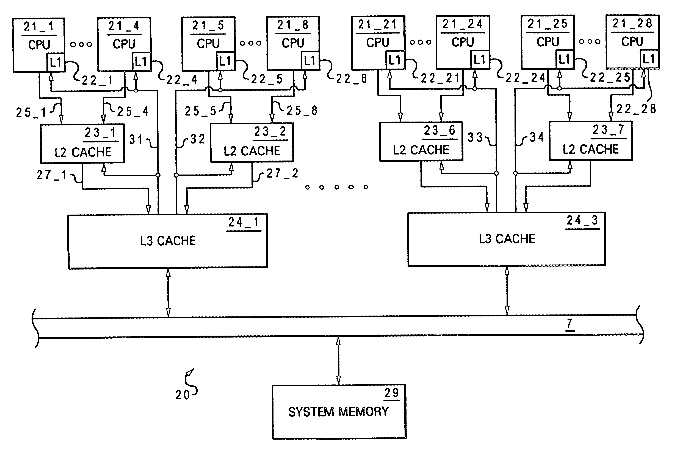 21_1 21_4 21_5 21_8 21_21 21_24 21_25 21_28
CPU CPU CPU CPU CPU CPU CPU CPU
L1 L1 L1 L1 L1 L1 L1 L1
22_1 22_4 22_5 22_8 22_21 22_24 22_25 22_28
25_1 25_4 25_5 25_8
23_1 31 32 23_2 23_6 33 34 23_7
L2 CACHE L2 CACHE L2 CACHE L2 CACHE
27_1 27_2
24_1 24_3
L3 CACHE L3 CACHE
7
20
29
SYSTEM MEMORY